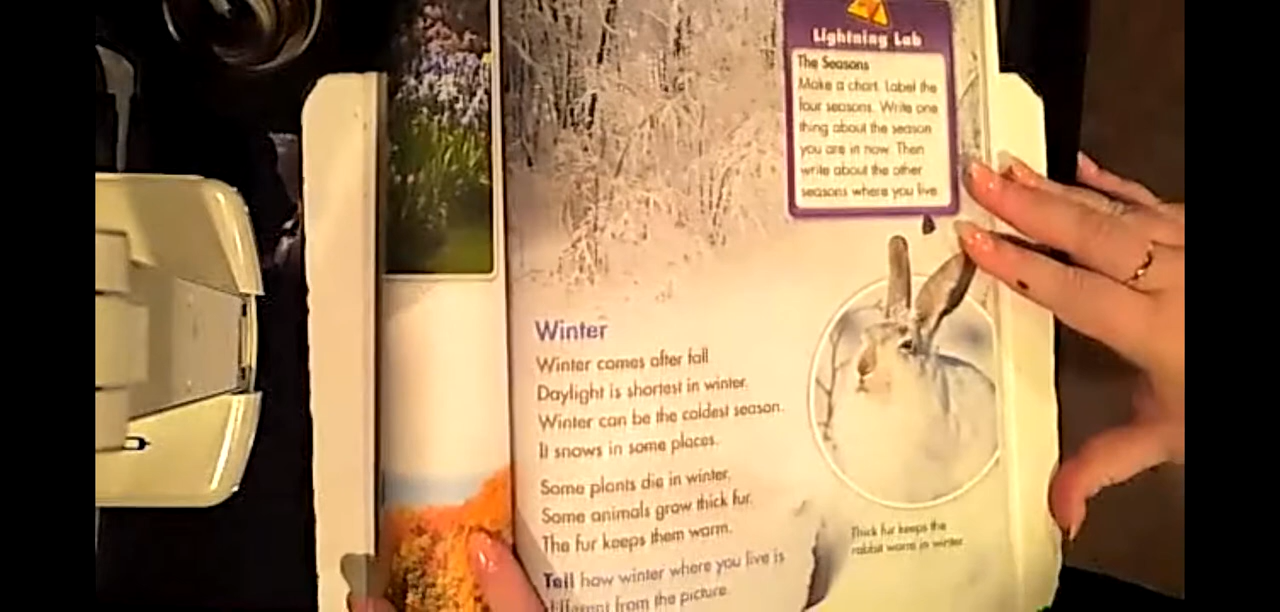 Lightning Lab
The Seasons
Make a chart. Label the
four seasons. Write one
thing about the season
you are in now. Then
write about the other
seasons where you live
Winter
Winter comes after fall.
Daylight is shortest in winter.
Winter can be the coldest season.
It snows in some places.
Some plants die in winter.
Some animals grow thick fur.
The fur keeps them warm.
Tell how winter where you live is
different from the picture.
Thick fur keeps the
rabbit warm in winter.